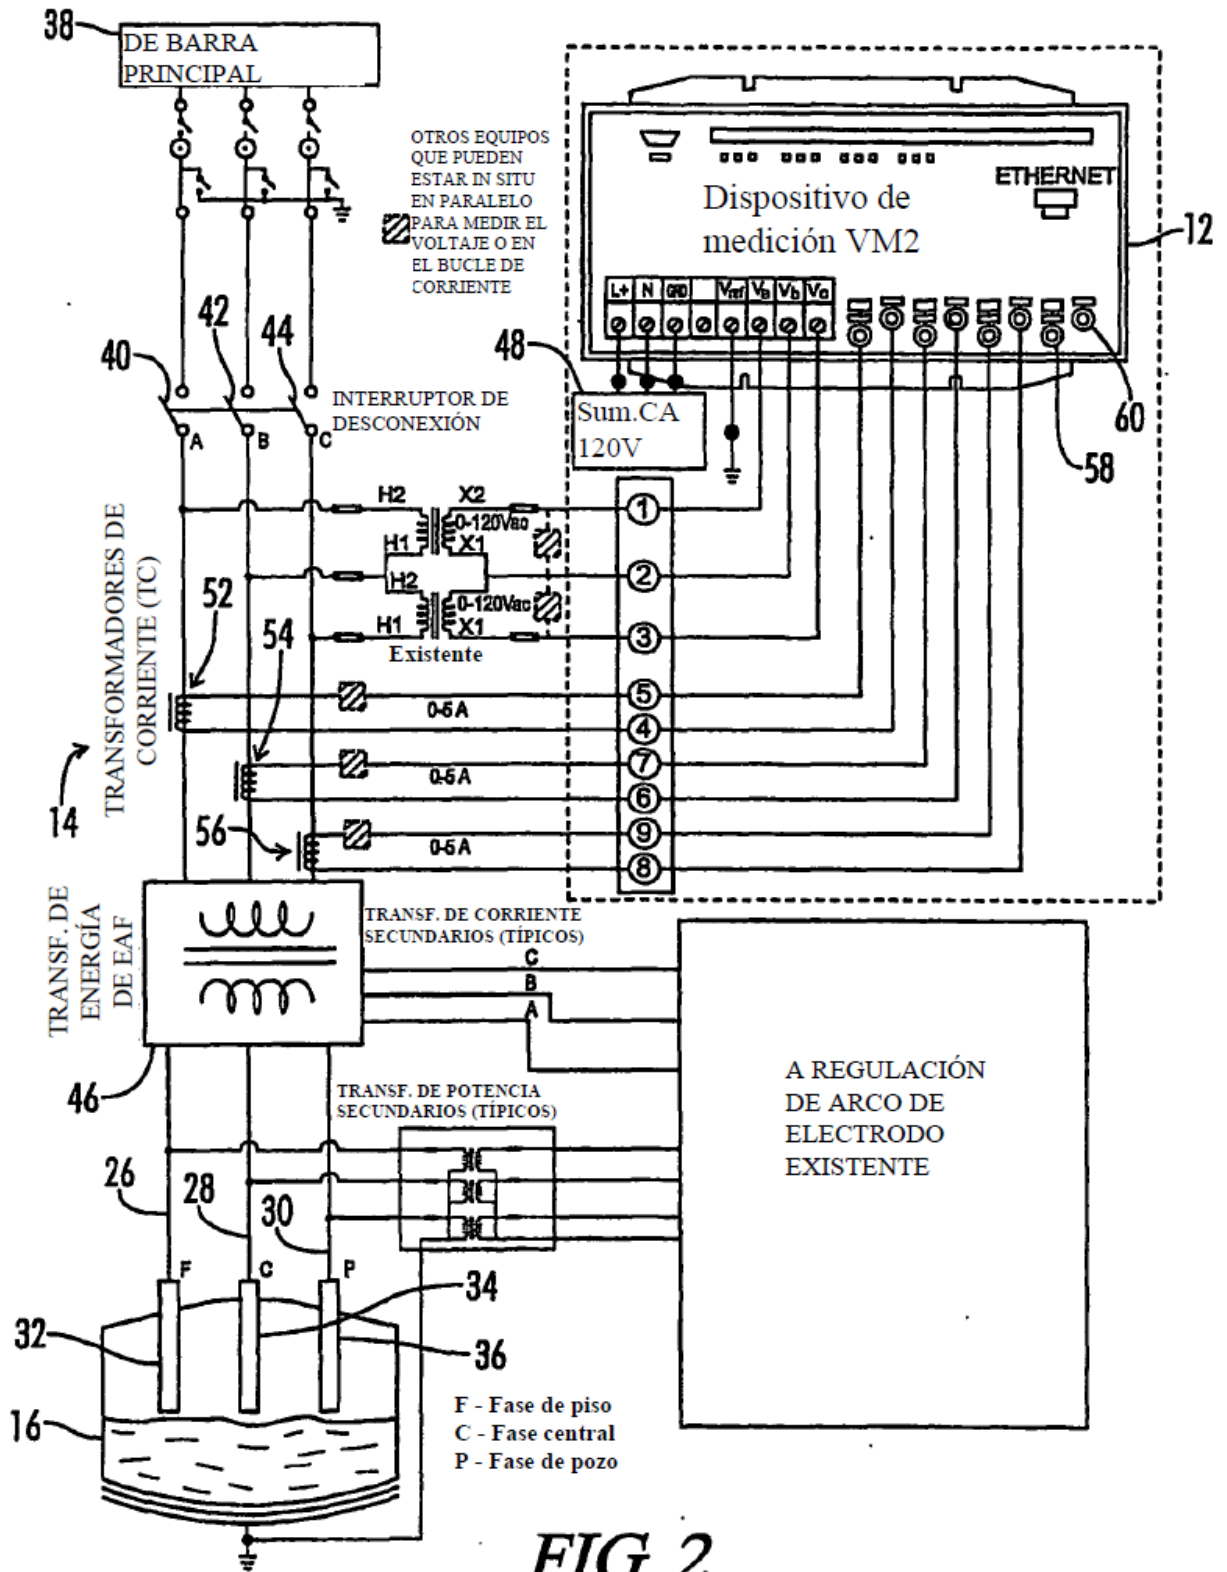 38
DE BARRA
PRINCIPAL
OTROS EQUIPOS
QUE PUEDEN
ESTAR IN SITU
EN PARALELO
PARA MEDIR EL
VOLTAJE O EN
EL BUCLE DE
CORRIENTE
ETHERNET
Dispositivo de
medición VM2
12
L+ N GRD Vref Va Vb Vc
40
42
44
INTERRUPTOR DE
DESCONEXIÓN
A B C
48
Sum.CA
120V
60
58
TRANSFORMADORES DE
CORRIENTE (TC)
H2 X2
0-120Vac
H1 X1
H2
0-120Vac
H1 X1
Existente
1
2
3
52
54
5
0-5 A
4
7
0-5 A
6
56
9
0-5 A
8
14
TRANSF. DE
ENERGÍA
DE EAF
TRANSF. DE CORRIENTE
SECUNDARIOS (TÍPICOS)
C
B
A
46
TRANSF. DE POTENCIA
SECUNDARIOS (TÍPICOS)
A REGULACIÓN
DE ARCO DE
ELECTRODO
EXISTENTE
26
28
30
F C P
32
34
36
16
F - Fase de piso
C - Fase central
P - Fase de pozo
FIG. 2